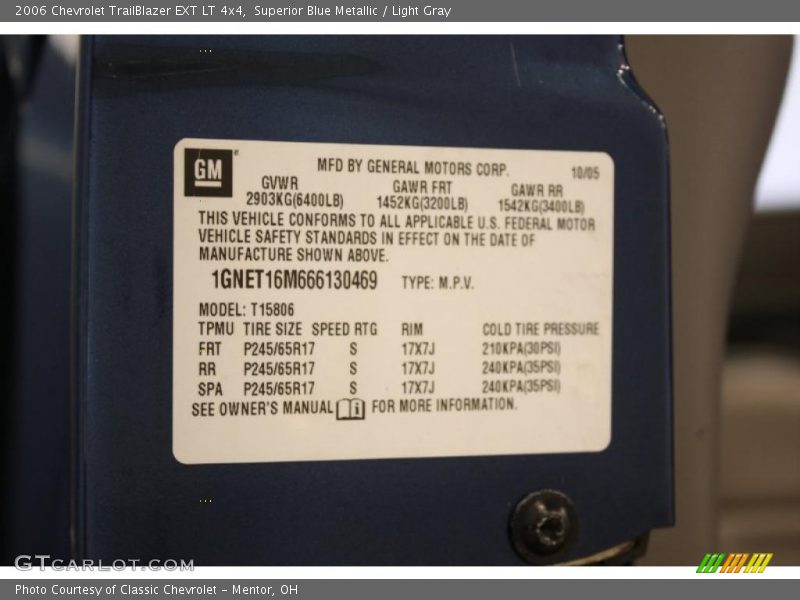 2006 Chevrolet TrailBlazer EXT LT 4x4,  Superior Blue Metallic / Light Gray
GM
MFD BY GENERAL MOTORS CORP. 10/05
GVWR GAWR FRT GAWR RR
2903KG(6400LB) 1452KG(3200LB) 1542KG(3400LB)
THIS VEHICLE CONFORMS TO ALL APPLICABLE U.S. FEDERAL MOTOR
VEHICLE SAFETY STANDARDS IN EFFECT ON THE DATE OF
MANUFACTURE SHOWN ABOVE.
1GNET16M666130469 TYPE: M.P.V.
MODEL: T15806
TPMU TIRE SIZE SPEED RTG RIM COLD TIRE PRESSURE
FRT P245/65R17 S 17X7J 210KPA(30PSI)
RR P245/65R17 S 17X7J 240KPA(35PSI)
SPA P245/65R17 S 17X7J 240KPA(35PSI)
SEE OWNER'S MANUAL FOR MORE INFORMATION.
GTCARLOT.COM
Photo Courtesy of Classic Chevrolet - Mentor, OH